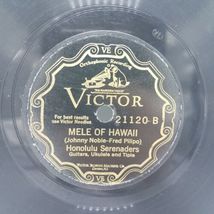 VE
Orthophonic Recording
VICTOR
For best results
use Victor Needles
21120-B
MELE OF HAWAII
(Johnny Noble-Fred Pilipo)
Honolulu Serenaders
Guitars, Ukulele and Tiple
VE